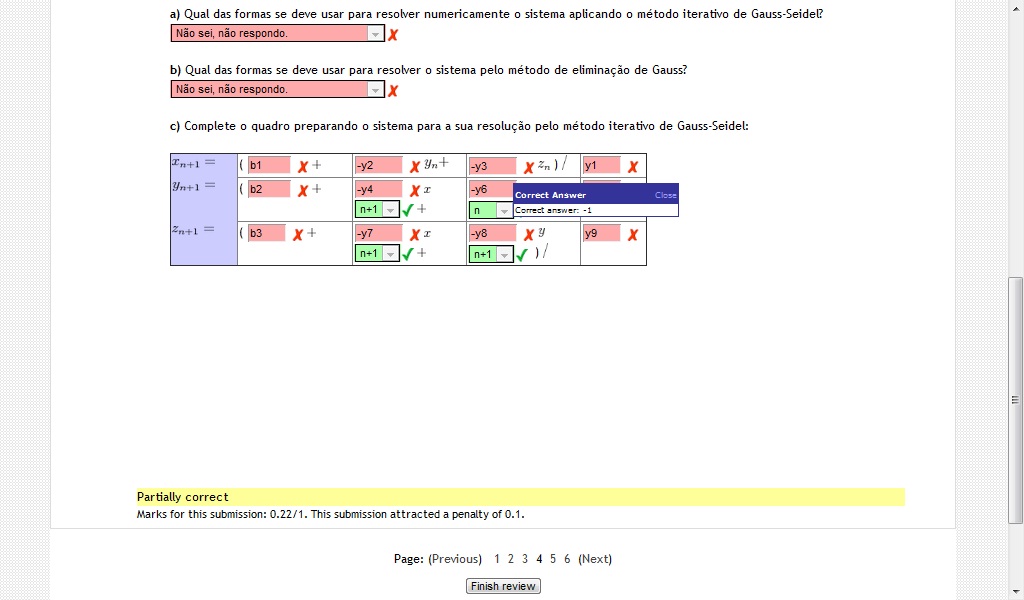 a) Qual das formas se deve usar para resolver numericamente o sistema aplicando o método iterativo de Gauss-Seidel?
Não sei, não respondo. ✗
b) Qual das formas se deve usar para resolver o sistema pelo método de eliminação de Gauss?
Não sei, não respondo. ✗
c) Complete o quadro preparando o sistema para a sua resolução pelo método iterativo de Gauss-Seidel:
xn+1 = ( b1 ✗ + -y2 ✗ yn+ -y3 ✗ zn ) / y1 ✗
yn+1 = ( b2 ✗ + -y4 ✗ x -y6
n+1 ✓ + n
Correct Answer Close
Correct answer: -1
zn+1 = ( b3 ✗ + -y7 ✗ x -y8 ✗ y y9 ✗
n+1 ✓ + n+1 ✓ ) /
Partially correct
Marks for this submission: 0.22/1. This submission attracted a penalty of 0.1.
Page: (Previous) 1 2 3 4 5 6 (Next)
Finish review